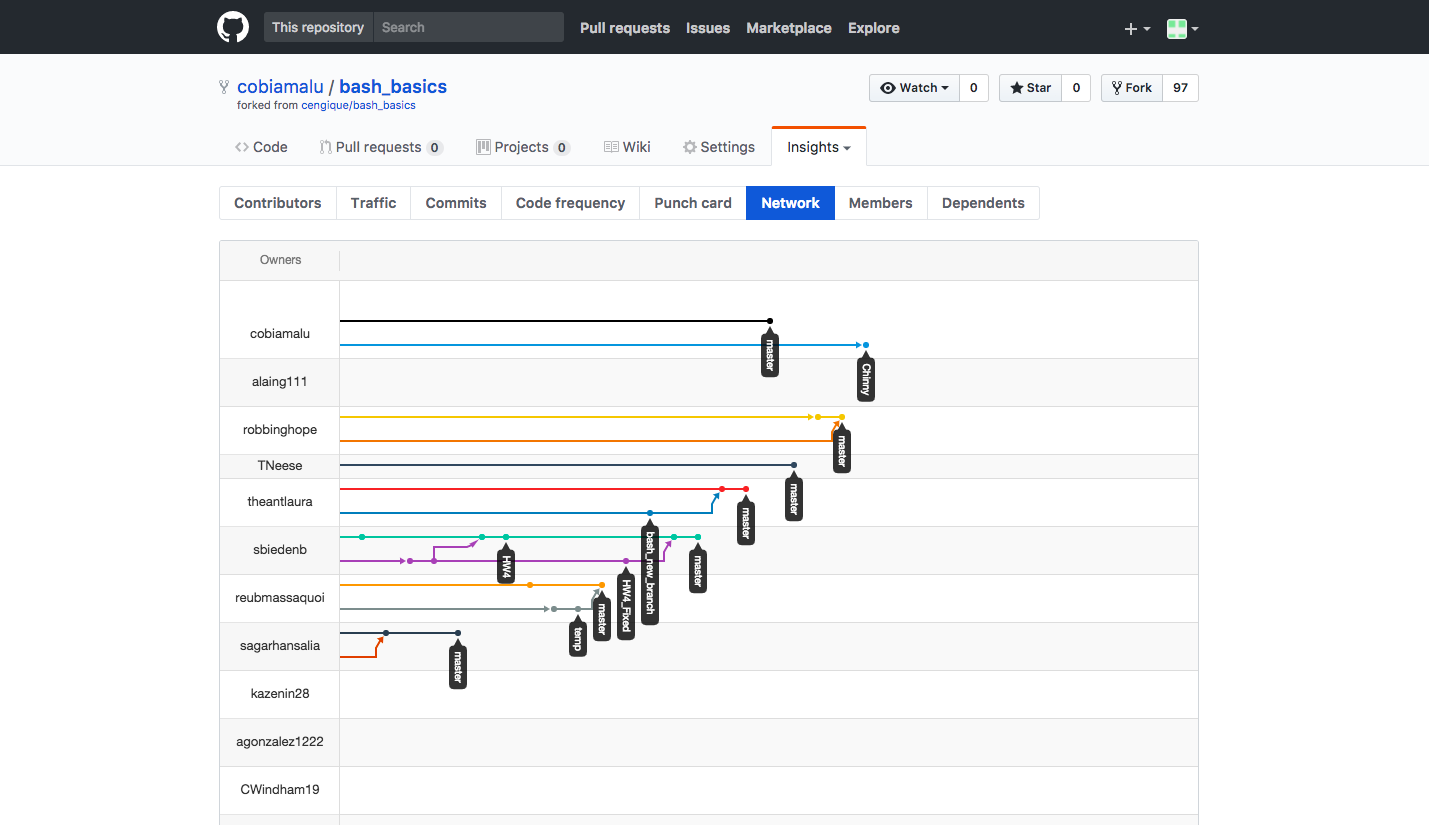 This repository Search Pull requests Issues Marketplace Explore
cobiamalu / bash_basics
forked from cengique/bash_basics
Watch 0 Star 0 Fork 97
Code Pull requests 0 Projects 0 Wiki Settings Insights
Contributors Traffic Commits Code frequency Punch card Network Members Dependents
Owners
cobiamalu
master
Chinny
alaing111
robbinghope
master
TNeese
master
theantlaura
master
bash_new_branch
sbiedenb
HW4
master
HW4_Fixed
reubmassaquoi
master
temp
sagarhansalia
master
kazenin28
agonzalez1222
CWindham19